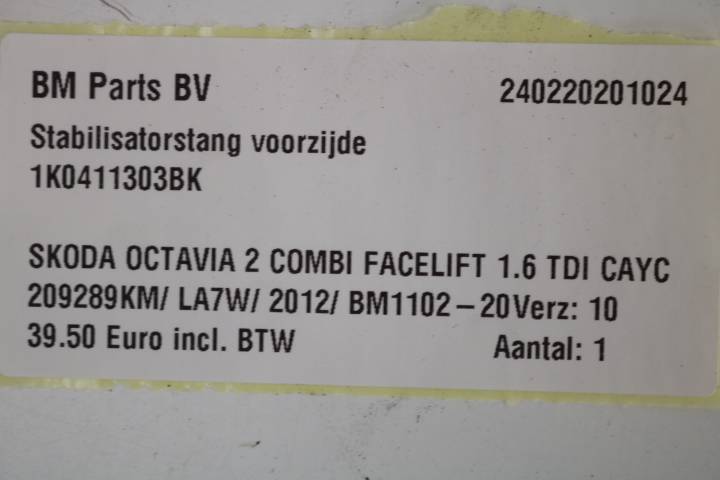 BM Parts BV 240220201024
Stabilisatorstang voorzijde
1K0411303BK
SKODA OCTAVIA 2 COMBI FACELIFT 1.6 TDI CAYC
209289KM/ LA7W/ 2012/ BM1102-20Verz: 10
39.50 Euro incl. BTW Aantal: 1